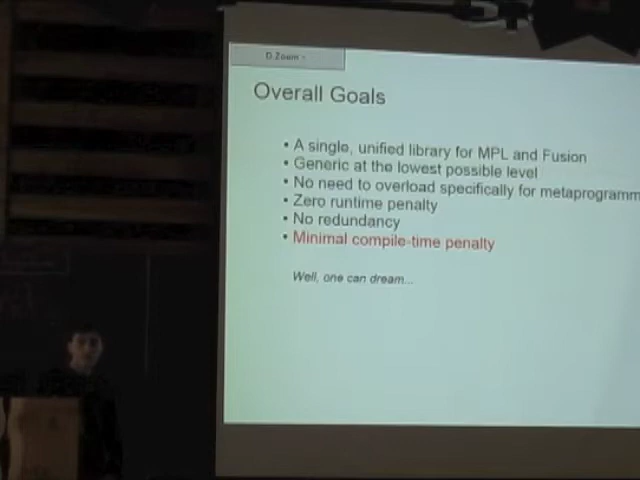 D.Zoom -
Overall Goals
• A single, unified library for MPL and Fusion
• Generic at the lowest possible level
• No need to overload specifically for metaprogramm
• Zero runtime penalty
• No redundancy
• Minimal compile-time penalty
Well, one can dream...